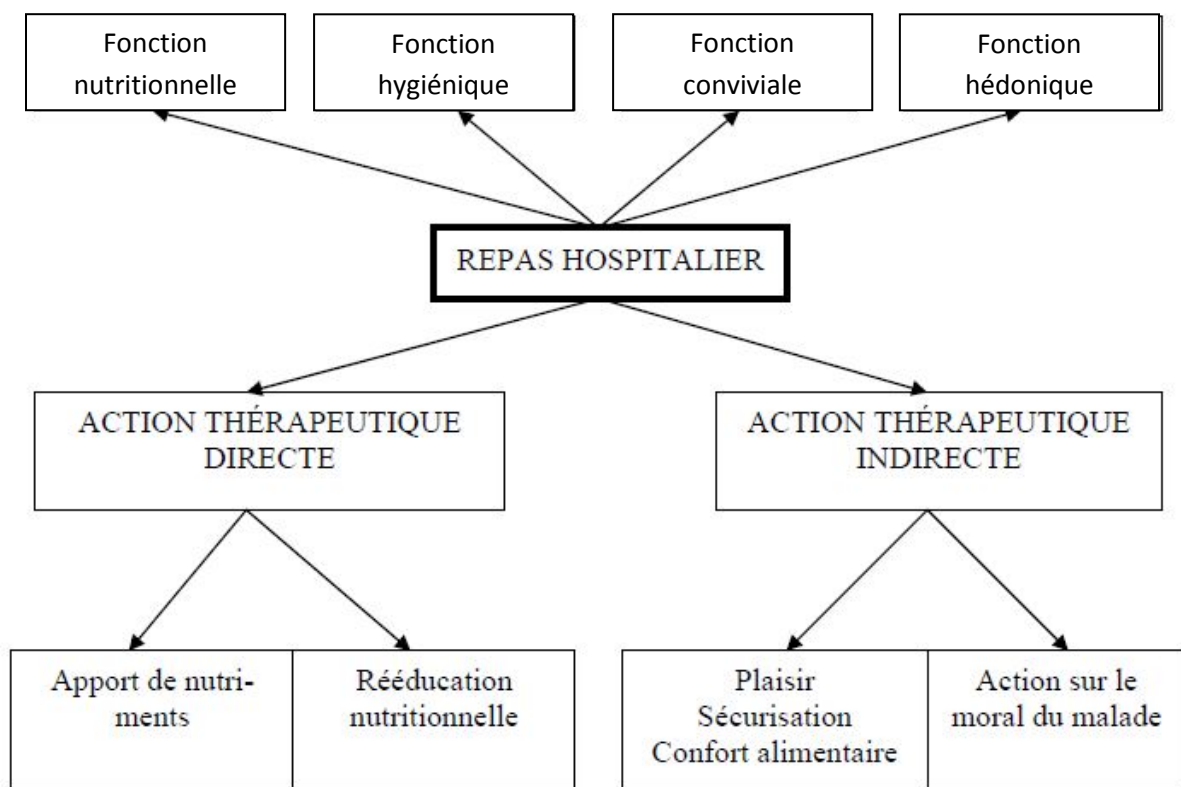 Fonction
nutritionnelle
Fonction
hygiénique
Fonction
conviviale
Fonction
hédonique
REPAS HOSPITALIER
ACTION THÉRAPEUTIQUE
DIRECTE
ACTION THÉRAPEUTIQUE
INDIRECTE
Apport de nutri-
ments
Rééducation
nutritionnelle
Plaisir
Sécurisation
Confort alimentaire
Action sur le
moral du malade